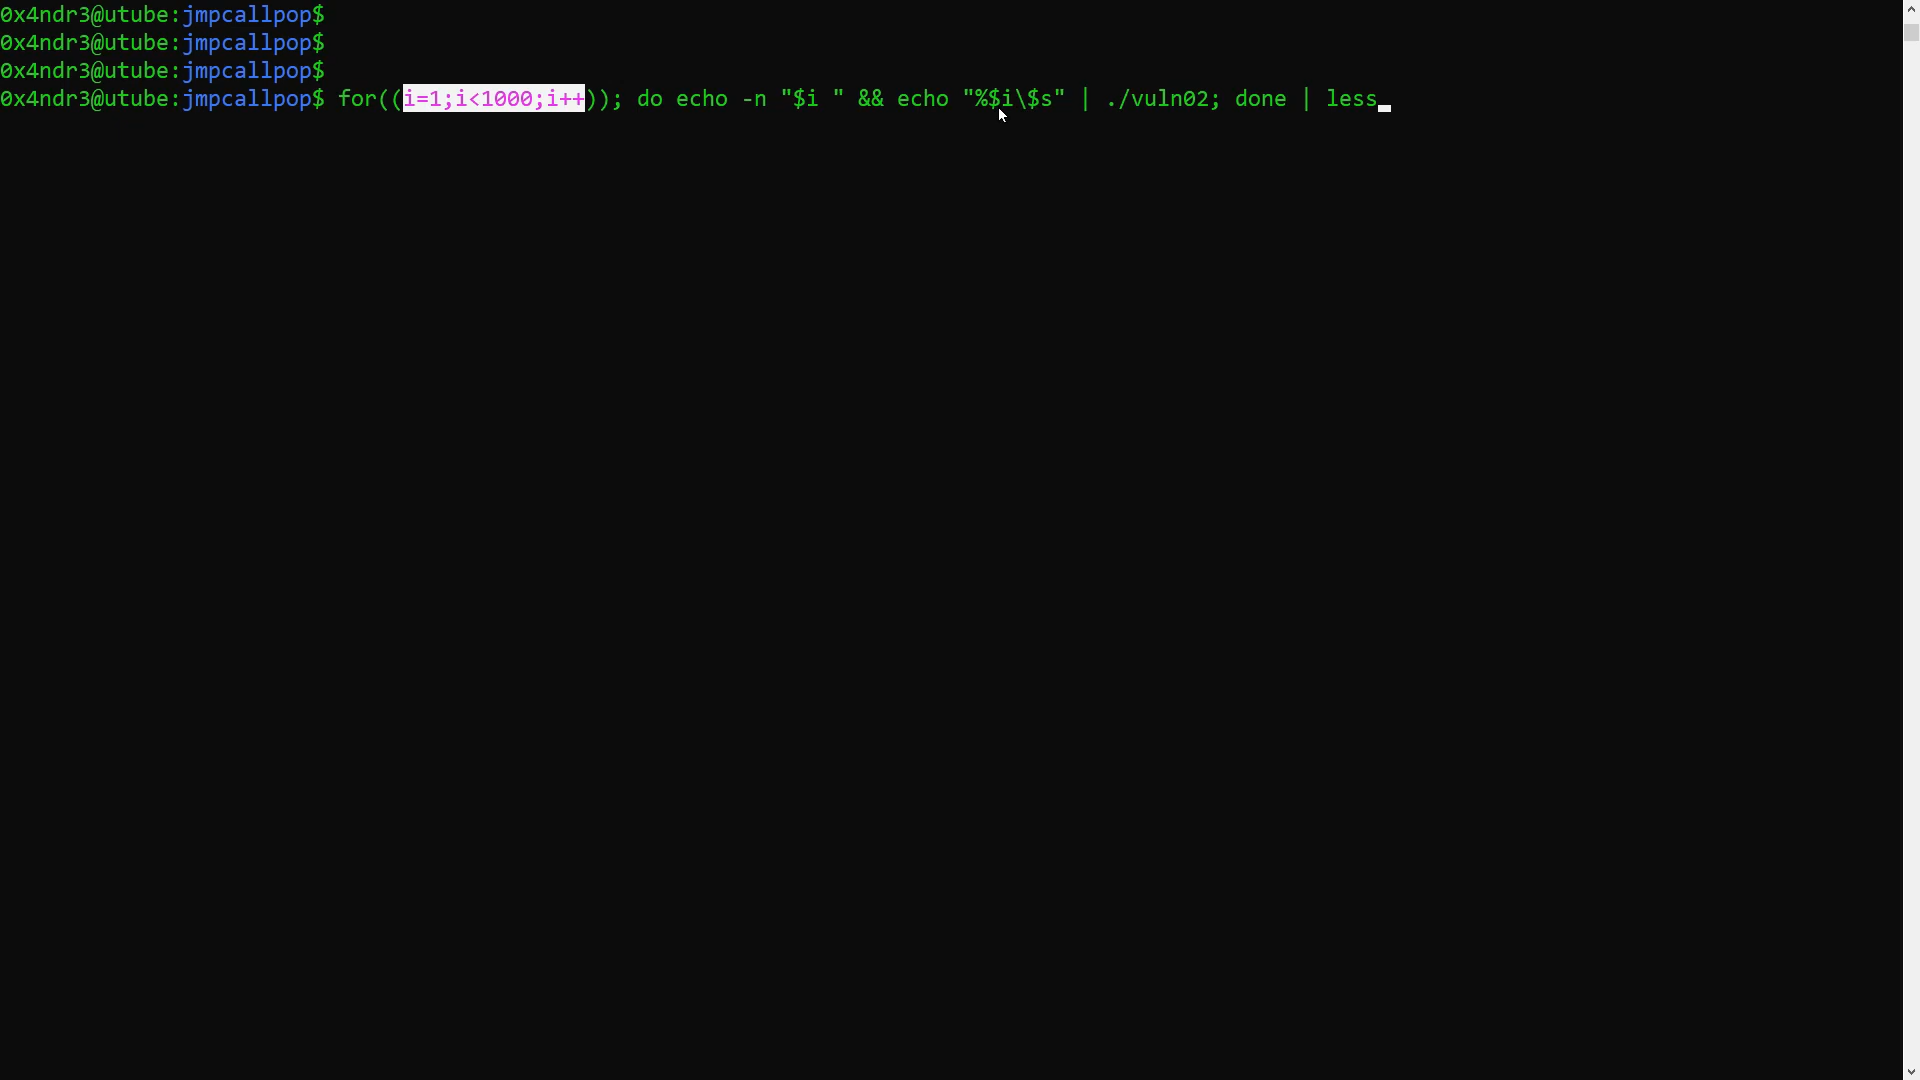 0x4ndr3@utube:jmpcallpop$
0x4ndr3@utube:jmpcallpop$
0x4ndr3@utube:jmpcallpop$
0x4ndr3@utube:jmpcallpop$ for((i=1;i<1000;i++)); do echo -n "$i " && echo "%$i\$s" | ./vuln02; done | less